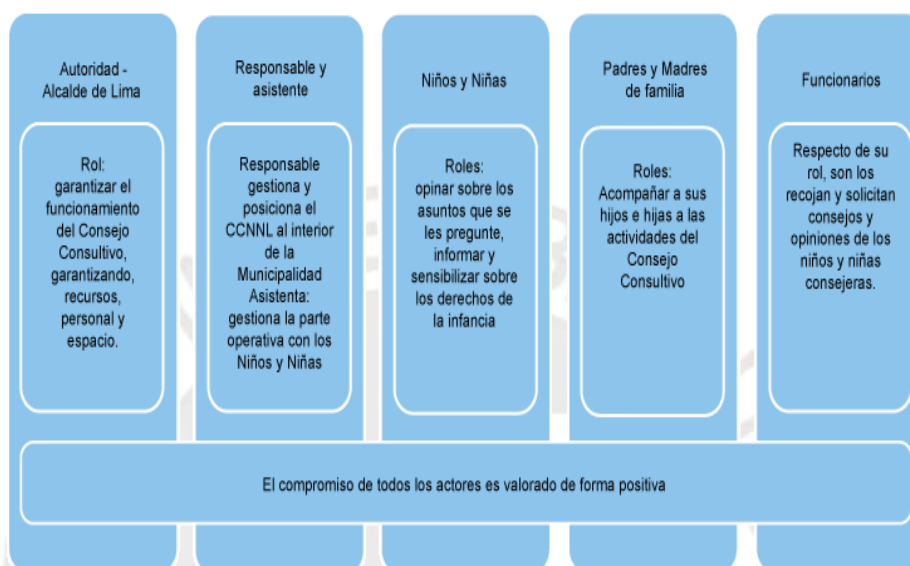 Autoridad -
Alcalde de Lima
Rol:
garantizar el
funcionamiento
del Consejo
Consultivo,
garantizando,
recursos,
personal y
espacio.
Responsable y
asistente
Responsable
gestiona y
posiciona el
CCNNL al interior
de la
Municipalidad
Asistenta:
gestiona la parte
operativa con los
Niños y Niñas
Niños y Niñas
Roles:
opinar sobre los
asuntos que se
les pregunte,
informar y
sensibilizar sobre
los derechos de
la infancia
Padres y Madres
de familia
Roles:
Acompañar a sus
hijos e hijas a las
actividades del
Consejo
Consultivo
Funcionarios
Respecto de su
rol, son los
recojan y solicitan
consejos y
opiniones de los
niños y niñas
consejeras.
El compromiso de todos los actores es valorado de forma positiva